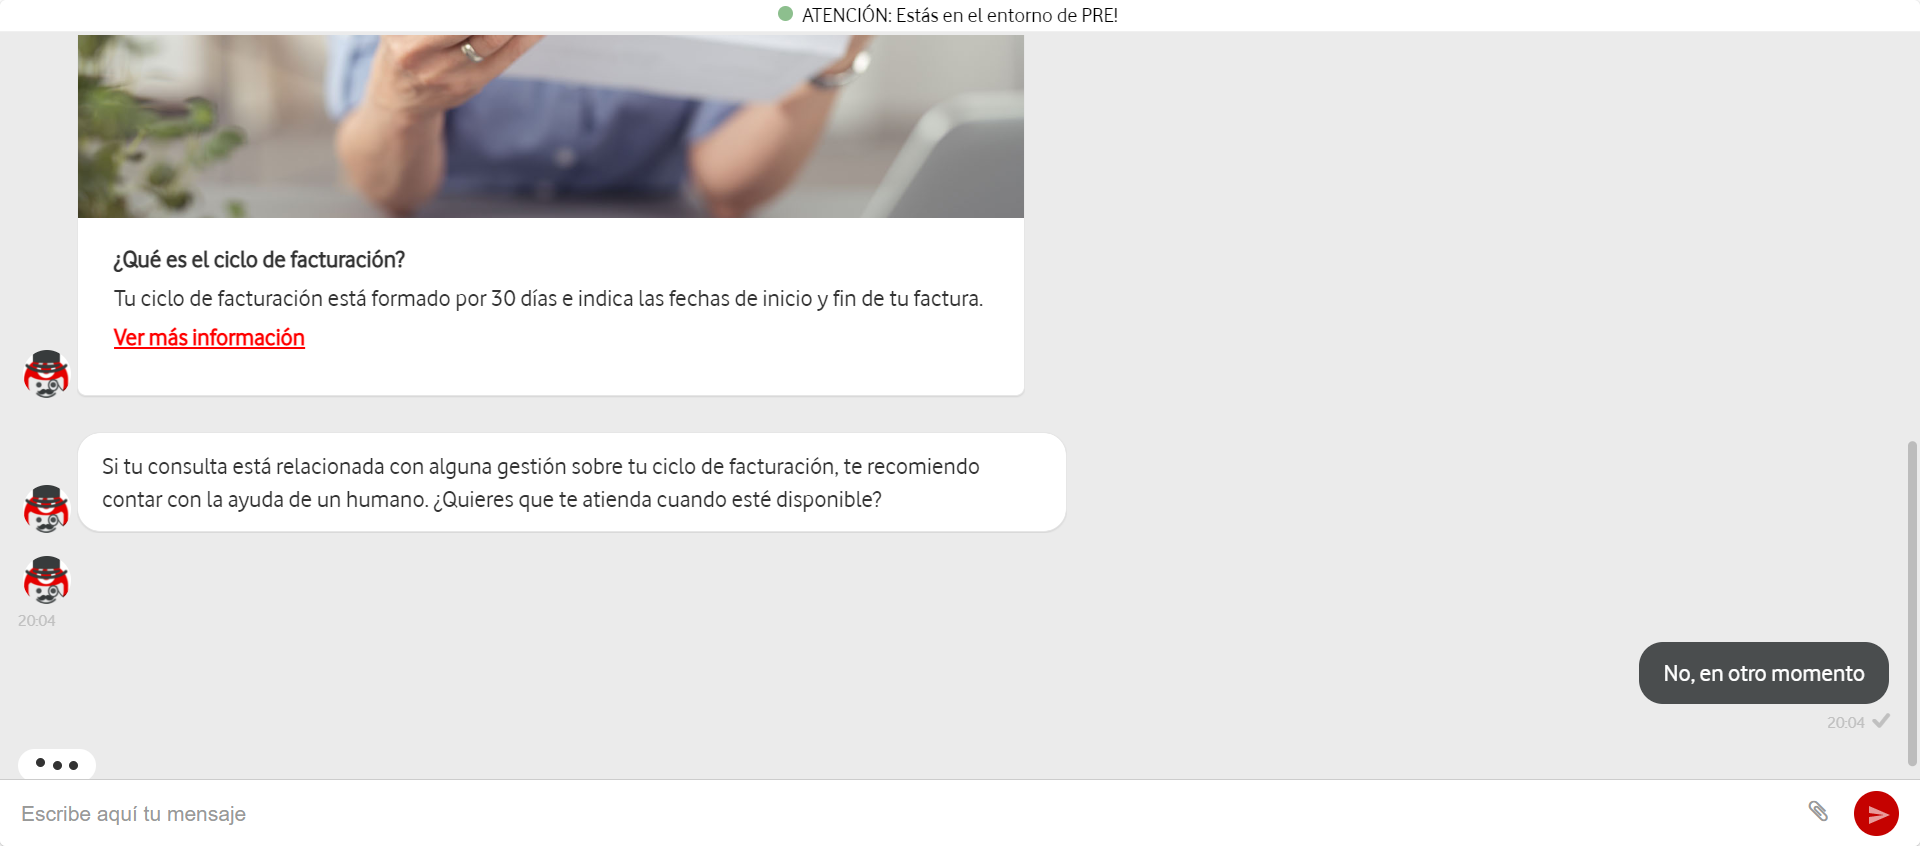 ATENCIÓN: Estás en el entorno de PRE!
¿Qué es el ciclo de facturación?
Tu ciclo de facturación está formado por 30 días e indica las fechas de inicio y fin de tu factura.
Ver más información
Si tu consulta está relacionada con alguna gestión sobre tu ciclo de facturación, te recomiendo
contar con la ayuda de un humano. ¿Quieres que te atienda cuando esté disponible?
20:04
No, en otro momento
20:04
Escribe aquí tu mensaje